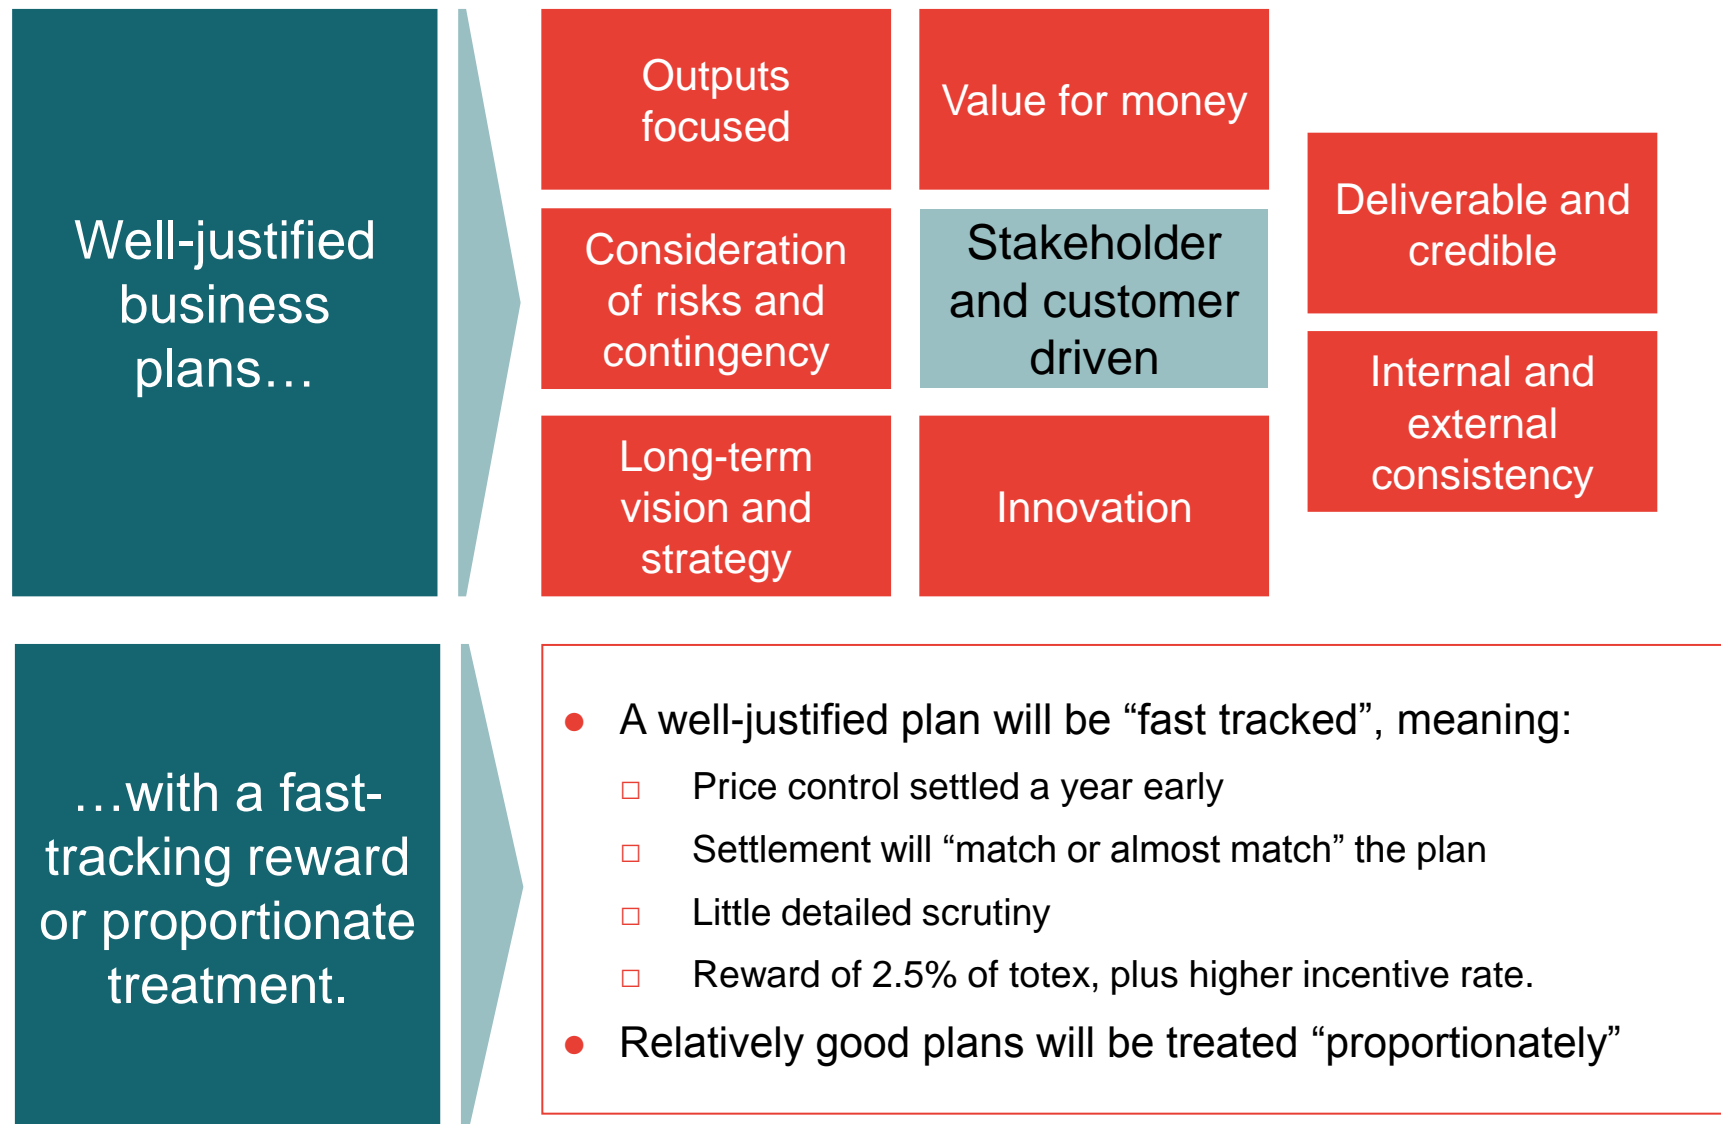 Well-justified
business
plans…
Outputs
focused
Value for money
Deliverable and
credible
Consideration
of risks and
contingency
Stakeholder
and customer
driven
Internal and
external
consistency
Long-term
vision and
strategy
Innovation
…with a fast-
tracking reward
or proportionate
treatment.
● A well-justified plan will be “fast tracked”, meaning:
□ Price control settled a year early
□ Settlement will “match or almost match” the plan
□ Little detailed scrutiny
□ Reward of 2.5% of totex, plus higher incentive rate.
● Relatively good plans will be treated “proportionately”